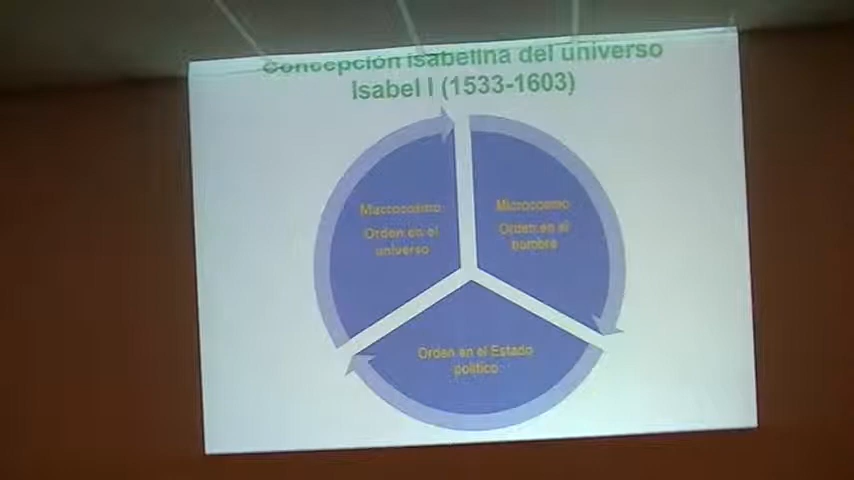 Concepción Isabelina del universo
Isabel I (1533-1603)
Macrocosmo
Orden en el
universo
Microcosmo
Orden en el
hombre
Orden en el Estado
político